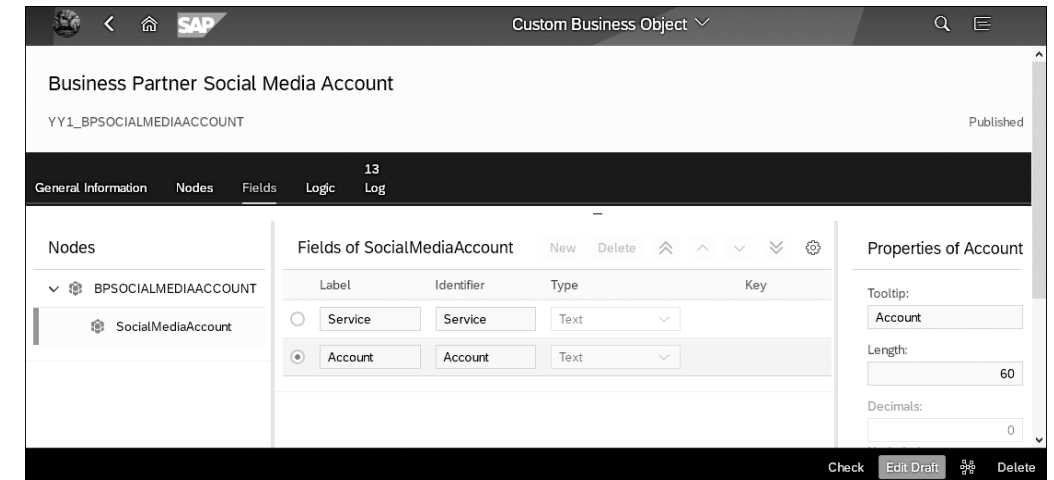 SAP Custom Business Object
Business Partner Social Media Account
YY1_BPSOCIALMEDIAACCOUNT Published
13
General Information Nodes Fields Logic Log
Nodes
BPSOCIALMEDIAACCOUNT
SocialMediaAccount
Fields of SocialMediaAccount New Delete
Label Identifier Type Key
Service Service Text
Account Account Text
Properties of Account
Tooltip:
Account
Length:
60
Decimals:
0
Check Edit Draft Delete